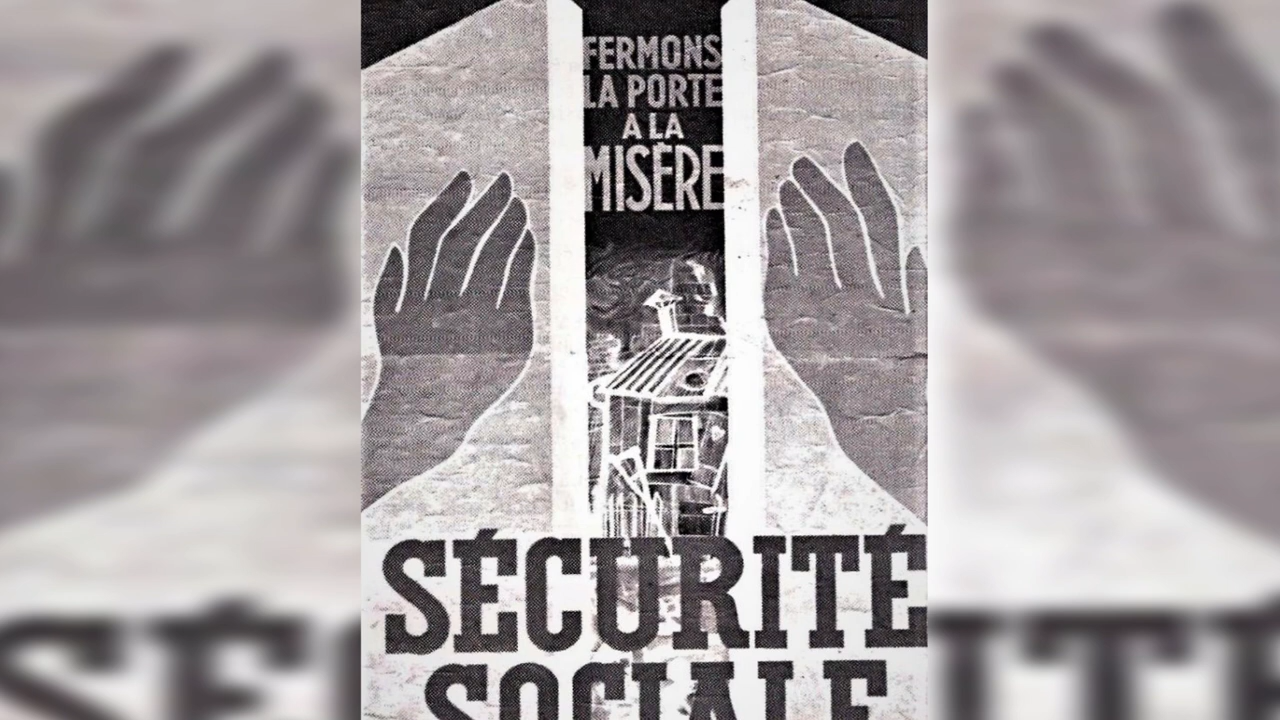 FERMONS
LA PORTE
A LA
MISÈRE
SÉCURITÉ
SOCIALE